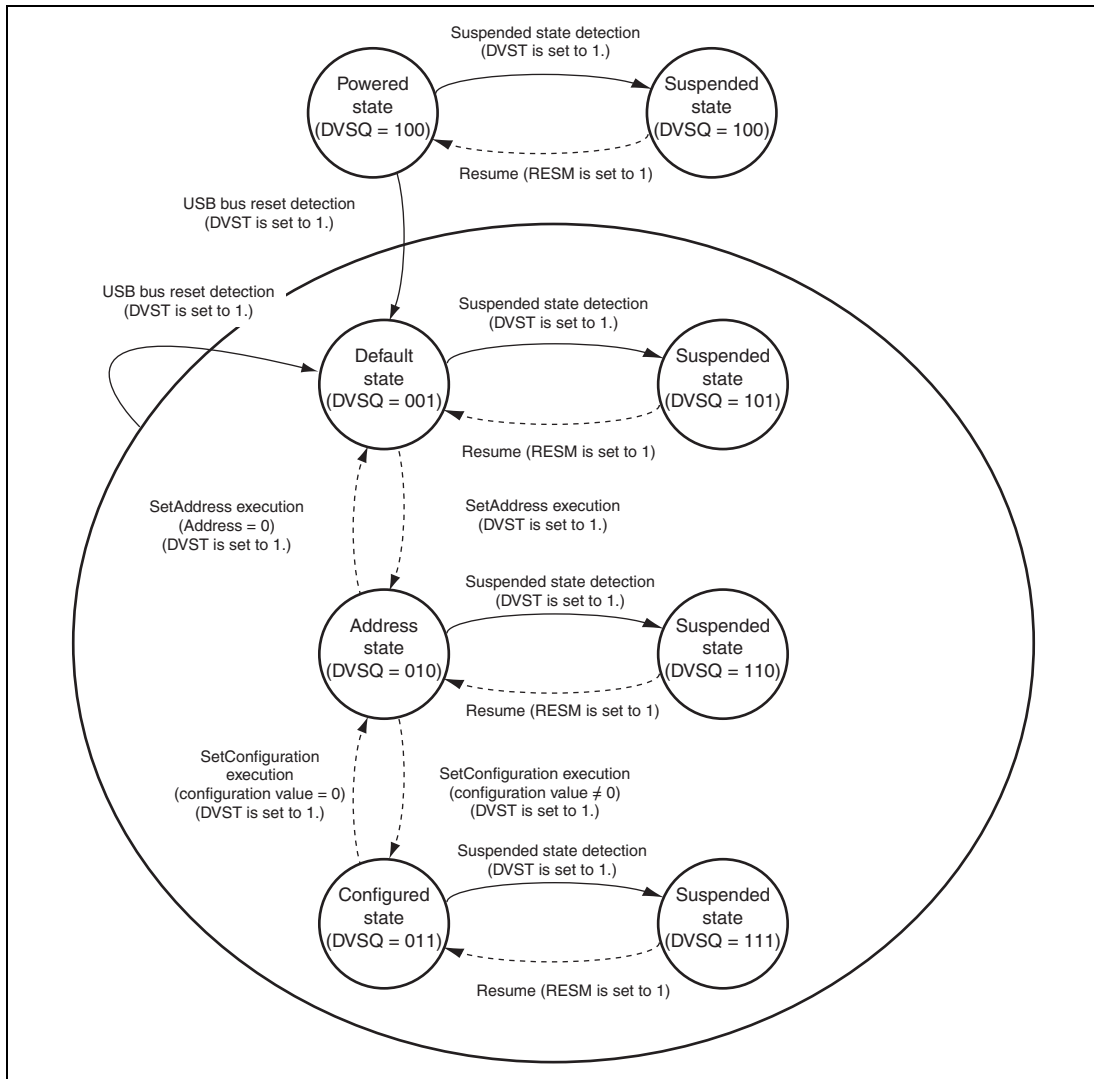 Suspended state detection
(DVST is set to 1.)
Powered
state
(DVSQ = 100)
Suspended
state
(DVSQ = 100)
Resume (RESM is set to 1)
USB bus reset detection
(DVST is set to 1.)
USB bus reset detection
(DVST is set to 1.)
Suspended state detection
(DVST is set to 1.)
Default
state
(DVSQ = 001)
Suspended
state
(DVSQ = 101)
Resume (RESM is set to 1)
SetAddress execution
(Address = 0)
(DVST is set to 1.)
SetAddress execution
(DVST is set to 1.)
Suspended state detection
(DVST is set to 1.)
Address
state
(DVSQ = 010)
Suspended
state
(DVSQ = 110)
Resume (RESM is set to 1)
SetConfiguration
execution
(configuration value = 0)
(DVST is set to 1.)
SetConfiguration execution
(configuration value ≠ 0)
(DVST is set to 1.)
Suspended state detection
(DVST is set to 1.)
Configured
state
(DVSQ = 011)
Suspended
state
(DVSQ = 111)
Resume (RESM is set to 1)